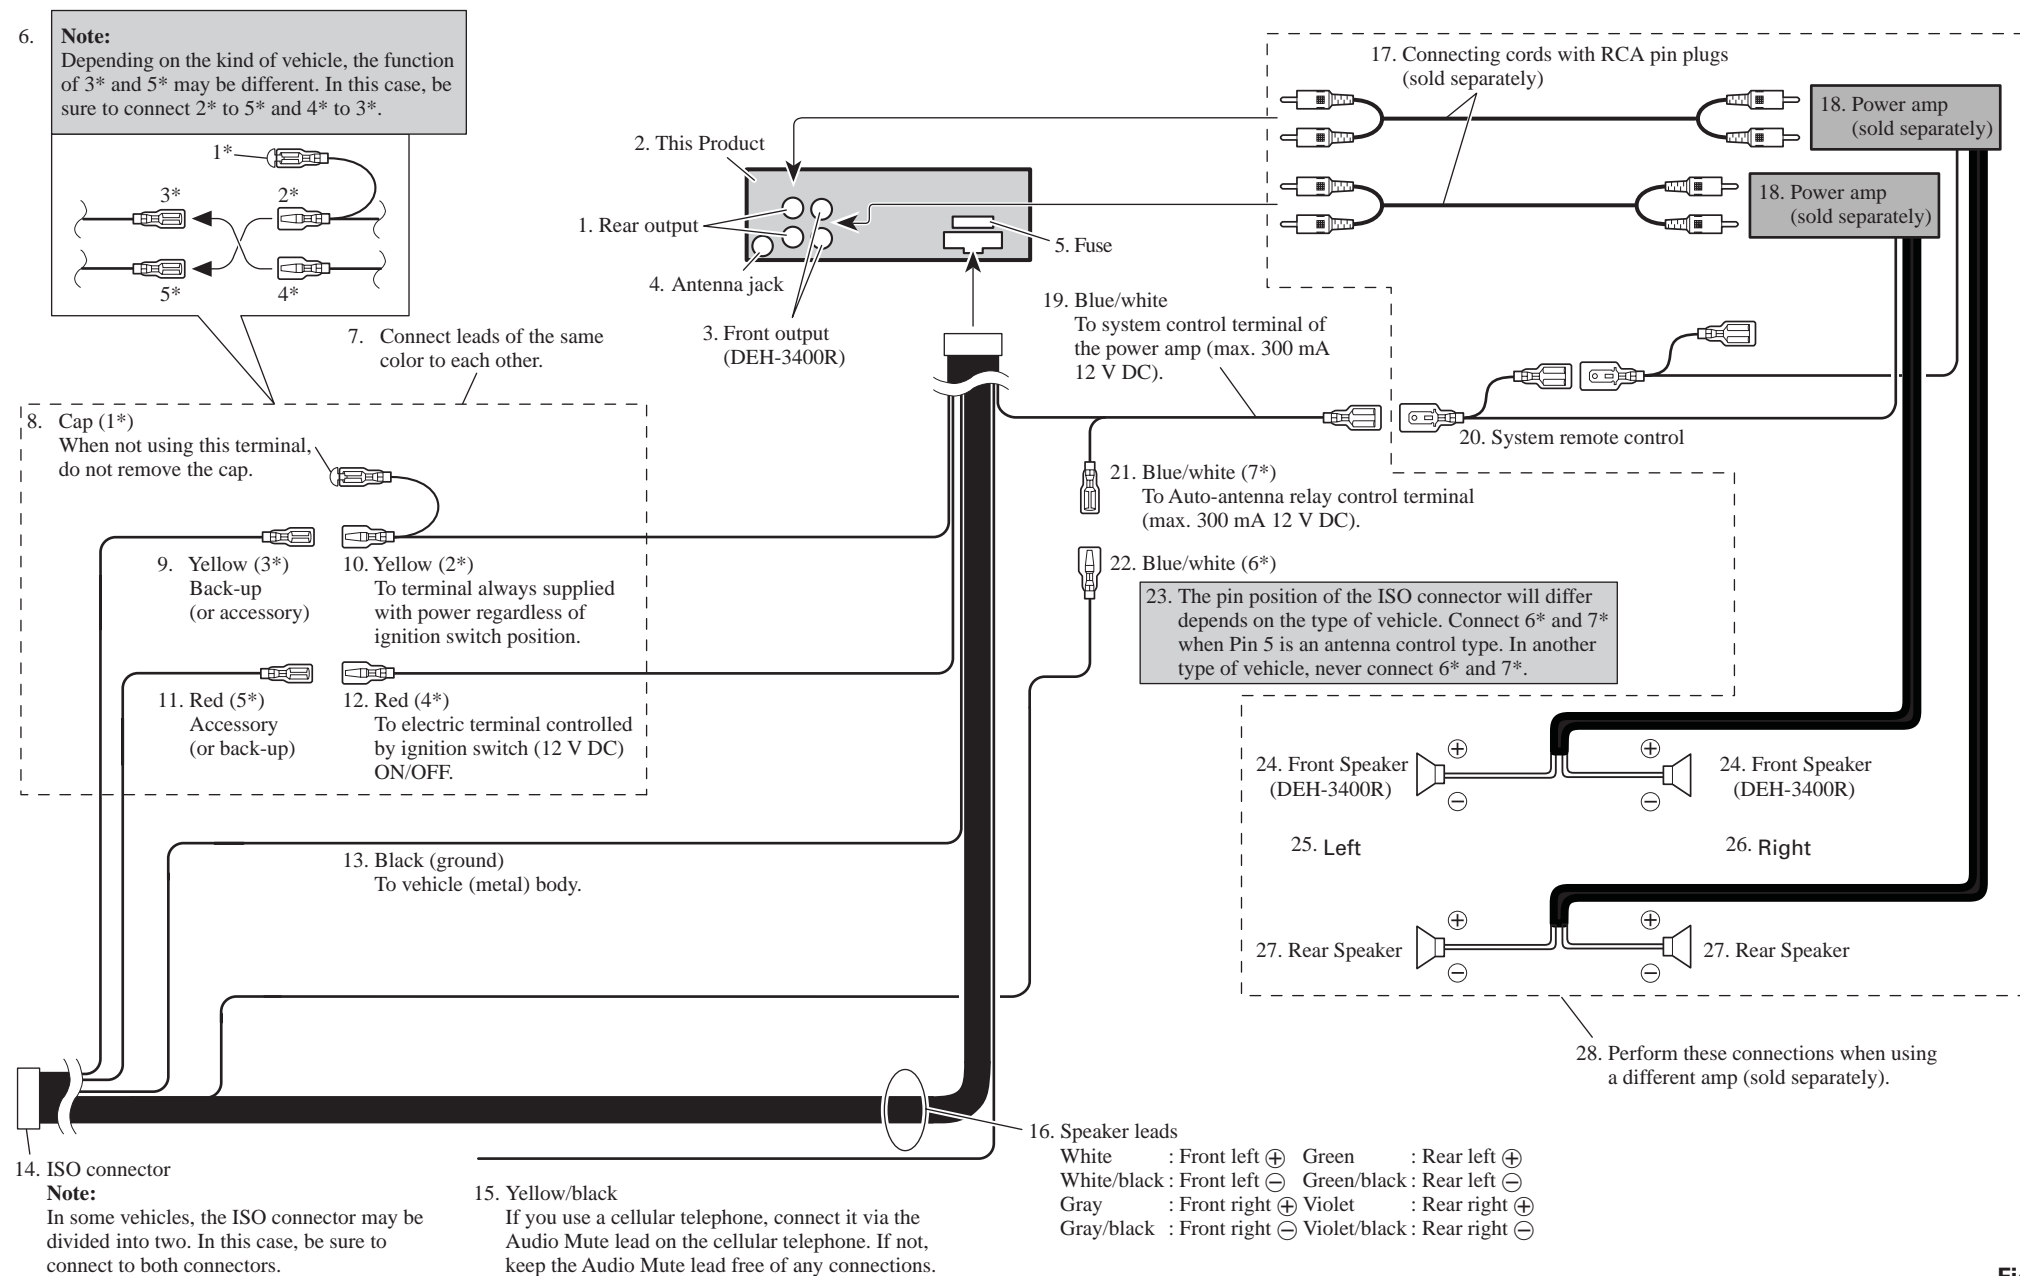 6. Note:
Depending on the kind of vehicle, the function
of 3* and 5* may be different. In this case, be
sure to connect 2* to 5* and 4* to 3*.
1*
3*
2*
5*
4*
7. Connect leads of the same
color to each other.
8. Cap (1*)
When not using this terminal,
do not remove the cap.
9. Yellow (3*)
Back-up
(or accessory)
10. Yellow (2*)
To terminal always supplied
with power regardless of
ignition switch position.
11. Red (5*)
Accessory
(or back-up)
12. Red (4*)
To electric terminal controlled
by ignition switch (12 V DC)
ON/OFF.
13. Black (ground)
To vehicle (metal) body.
14. ISO connector
Note:
In some vehicles, the ISO connector may be
divided into two. In this case, be sure to
connect to both connectors.
15. Yellow/black
If you use a cellular telephone, connect it via the
Audio Mute lead on the cellular telephone. If not,
keep the Audio Mute lead free of any connections.
2. This Product
1. Rear output
4. Antenna jack
3. Front output
(DEH-3400R)
5. Fuse
17. Connecting cords with RCA pin plugs
(sold separately)
18. Power amp
(sold separately)
18. Power amp
(sold separately)
19. Blue/white
To system control terminal of
the power amp (max. 300 mA
12 V DC).
20. System remote control
21. Blue/white (7*)
To Auto-antenna relay control terminal
(max. 300 mA 12 V DC).
22. Blue/white (6*)
23. The pin position of the ISO connector will differ
depends on the type of vehicle. Connect 6* and 7*
when Pin 5 is an antenna control type. In another
type of vehicle, never connect 6* and 7*.
24. Front Speaker
(DEH-3400R)
⊕
⊖
⊕
⊖
24. Front Speaker
(DEH-3400R)
25. Left
26. Right
27. Rear Speaker
⊕
⊖
⊕
⊖
27. Rear Speaker
28. Perform these connections when using
a different amp (sold separately).
16. Speaker leads
White : Front left ⊕ Green : Rear left ⊕
White/black : Front left ⊖ Green/black : Rear left ⊖
Gray : Front right ⊕ Violet : Rear right ⊕
Gray/black : Front right ⊖ Violet/black : Rear right ⊖